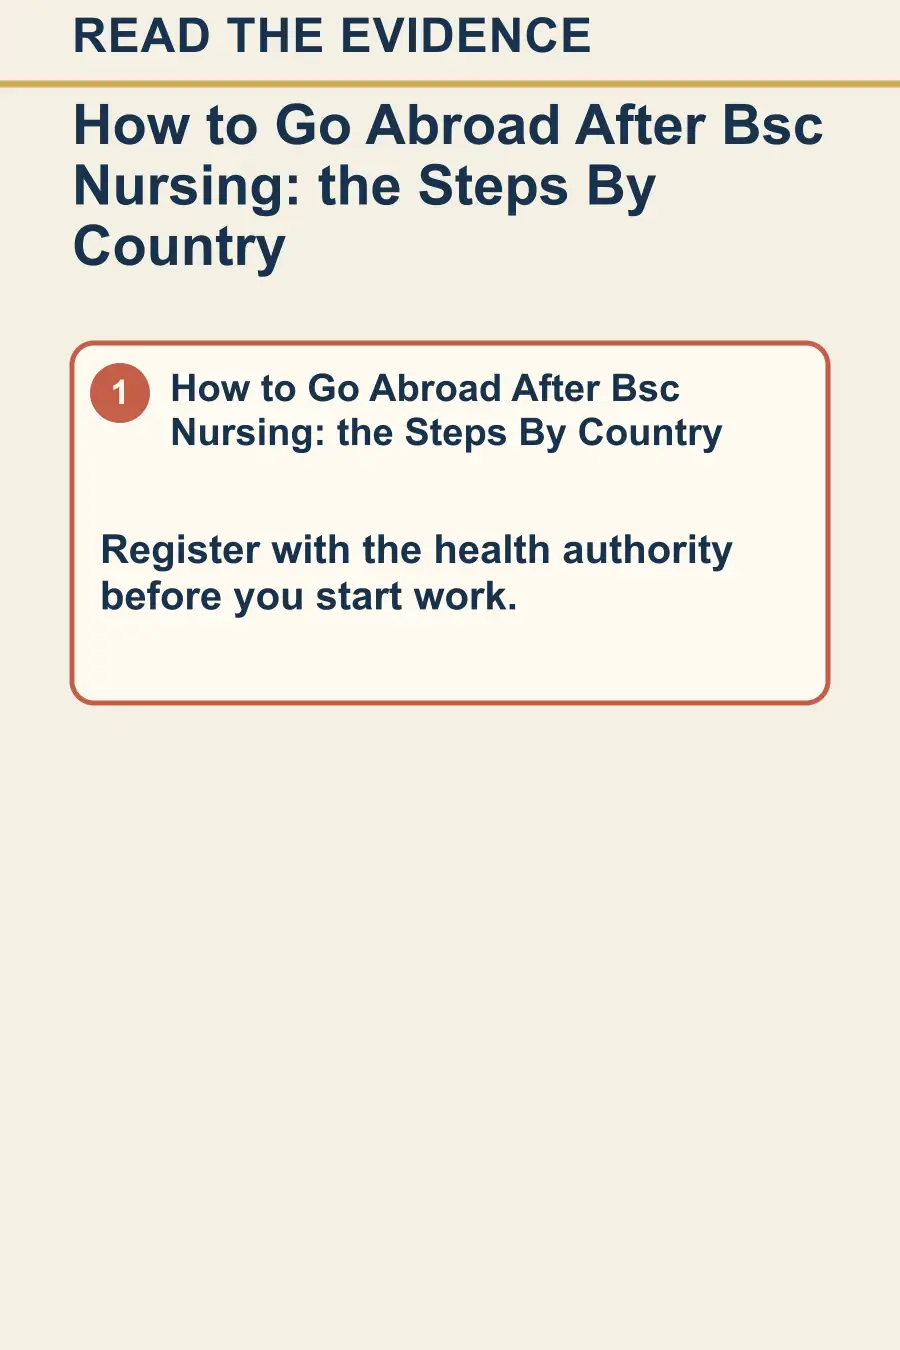 READ THE EVIDENCE
How to Go Abroad After Bsc
Nursing: the Steps By
Country
1
How to Go Abroad After Bsc
Nursing: the Steps By Country
Register with the health authority
before you start work.